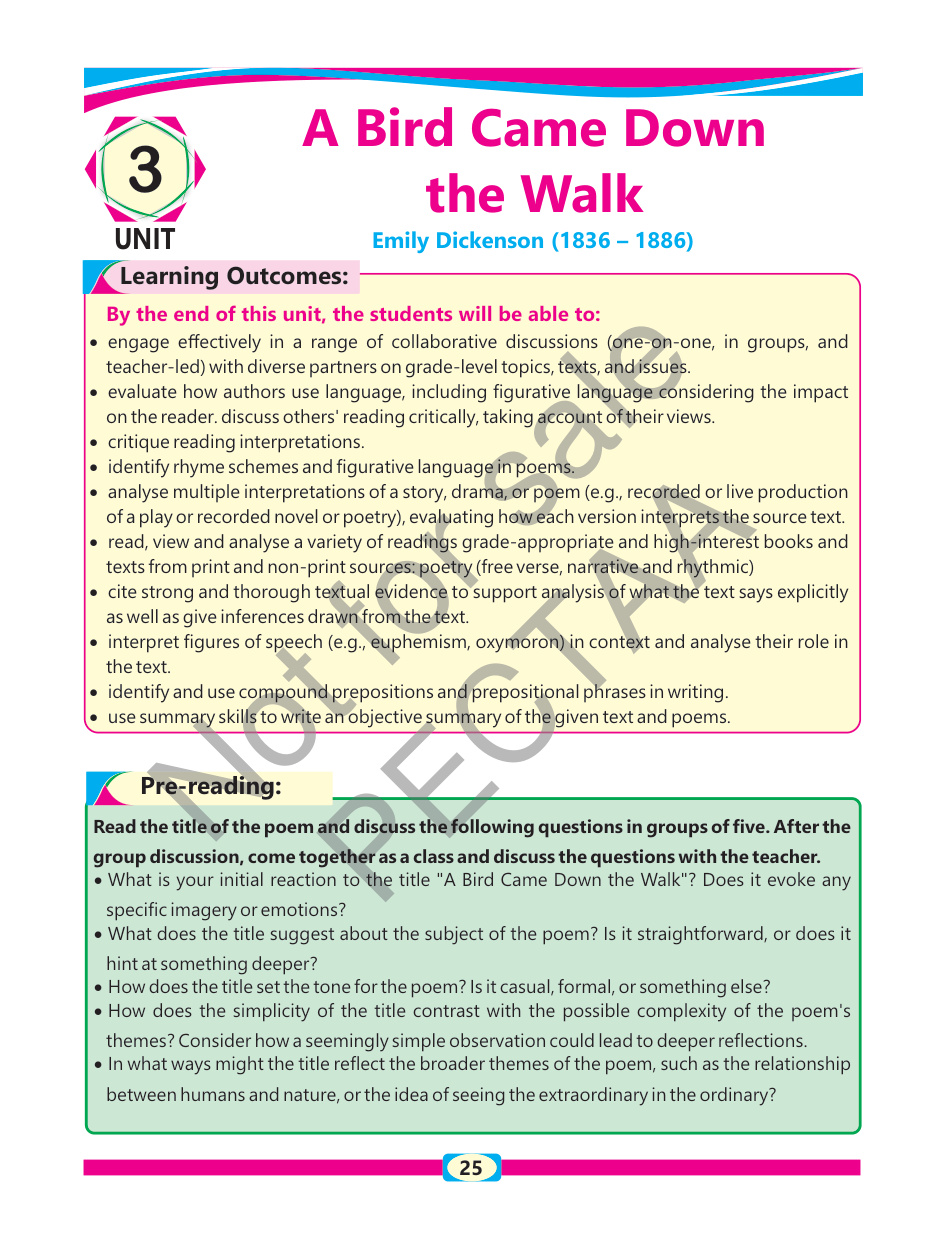 A Bird Came Down
the Walk
3
UNIT
Emily Dickenson (1836 – 1886)
Learning Outcomes:
By the end of this unit, the students will be able to:
• engage effectively in a range of collaborative discussions (one-on-one, in groups, and
teacher-led) with diverse partners on grade-level topics, texts, and issues.
• evaluate how authors use language, including figurative language considering the impact
on the reader. discuss others' reading critically, taking account of their views.
• critique reading interpretations.
• identify rhyme schemes and figurative language in poems.
• analyse multiple interpretations of a story, drama, or poem (e.g., recorded or live production
of a play or recorded novel or poetry), evaluating how each version interprets the source text.
• read, view and analyse a variety of readings grade-appropriate and high-interest books and
texts from print and non-print sources: poetry (free verse, narrative and rhythmic)
• cite strong and thorough textual evidence to support analysis of what the text says explicitly
as well as give inferences drawn from the text.
• interpret figures of speech (e.g., euphemism, oxymoron) in context and analyse their role in
the text.
• identify and use compound prepositions and prepositional phrases in writing.
• use summary skills to write an objective summary of the given text and poems.
Not for sale
PECTAA
Pre-reading:
Read the title of the poem and discuss the following questions in groups of five. After the
group discussion, come together as a class and discuss the questions with the teacher.
• What is your initial reaction to the title "A Bird Came Down the Walk"? Does it evoke any
specific imagery or emotions?
• What does the title suggest about the subject of the poem? Is it straightforward, or does it
hint at something deeper?
• How does the title set the tone for the poem? Is it casual, formal, or something else?
• How does the simplicity of the title contrast with the possible complexity of the poem's
themes? Consider how a seemingly simple observation could lead to deeper reflections.
• In what ways might the title reflect the broader themes of the poem, such as the relationship
between humans and nature, or the idea of seeing the extraordinary in the ordinary?
25